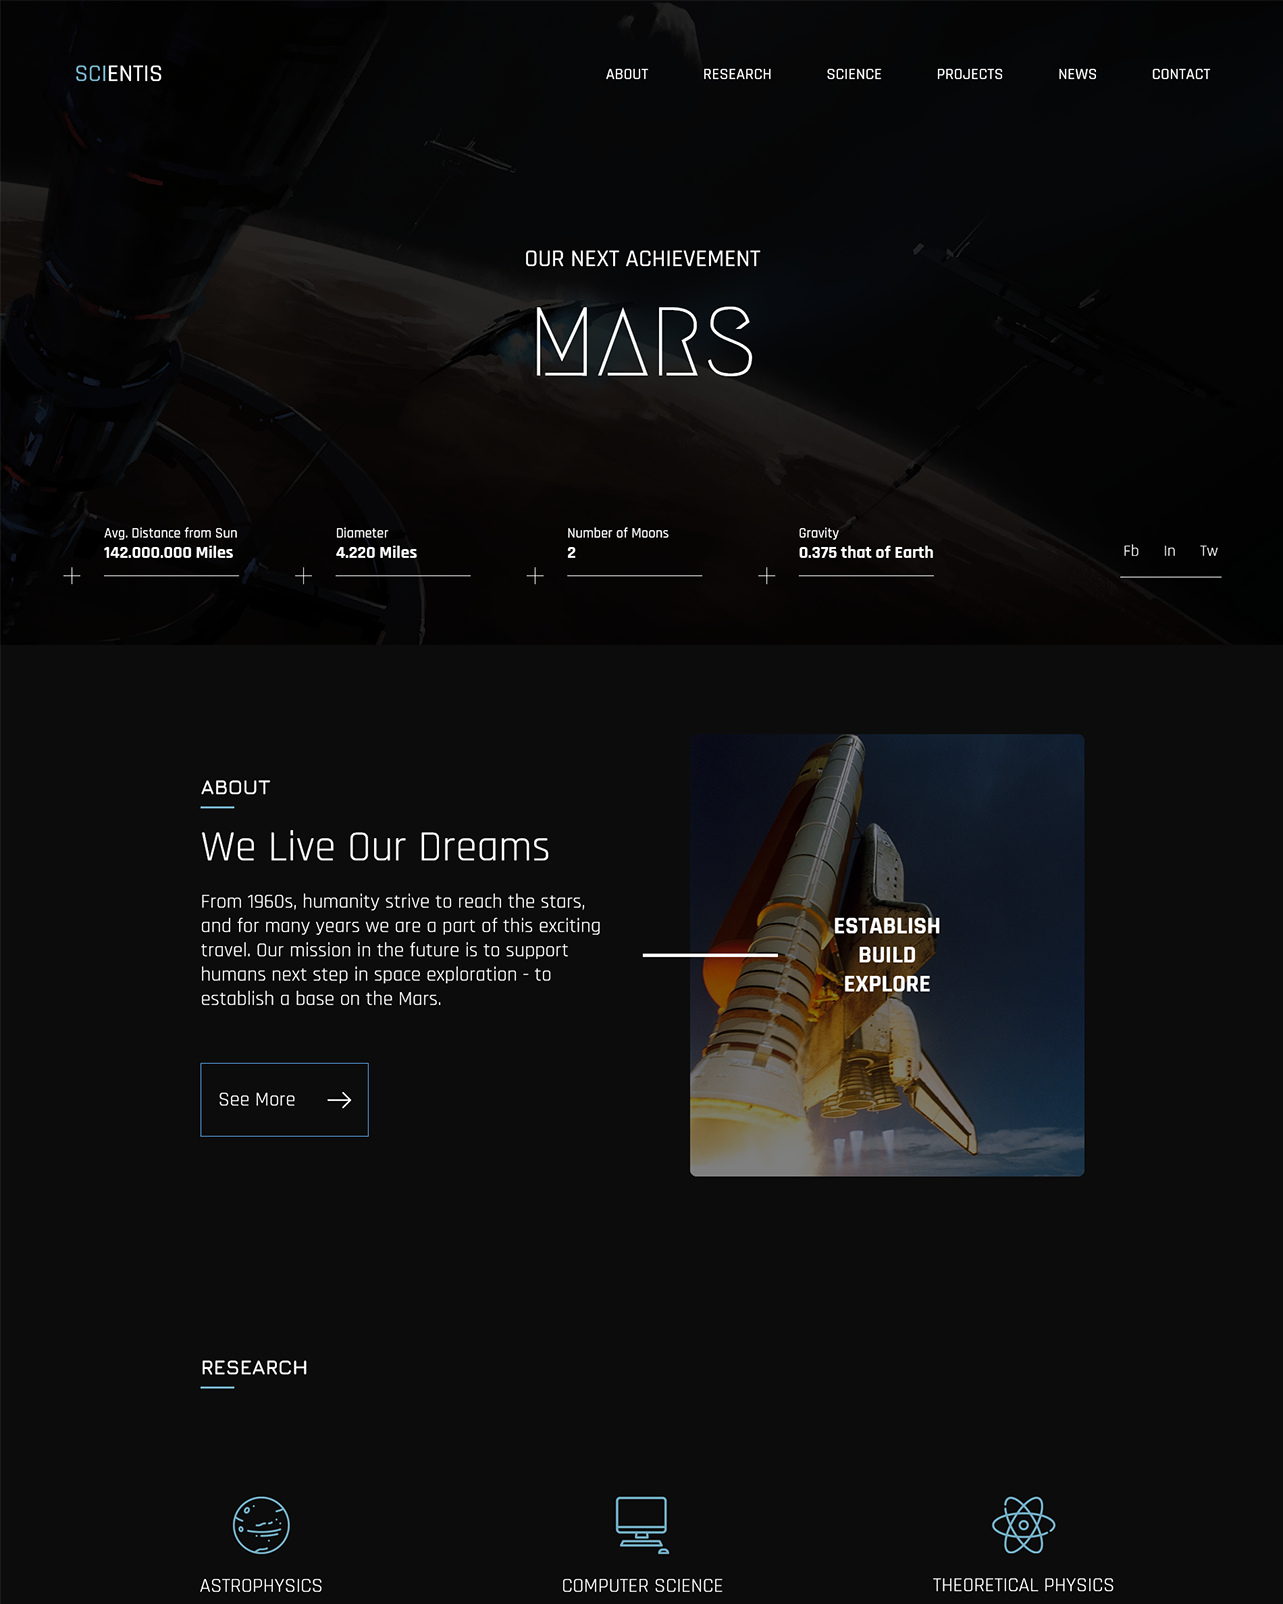 SCIENTIS
ABOUT
RESEARCH
SCIENCE
PROJECTS
NEWS
CONTACT
OUR NEXT ACHIEVEMENT
MARS
Avg. Distance from Sun
142.000.000 Miles
Diameter
4.220 Miles
Number of Moons
2
Gravity
0.375 that of Earth
Fb
In
Tw
ABOUT
We Live Our Dreams
From 1960s, humanity strive to reach the stars,
and for many years we are a part of this exciting
travel. Our mission in the future is to support
humans next step in space exploration - to
establish a base on the Mars.
See More
ESTABLISH
BUILD
EXPLORE
RESEARCH
ASTROPHYSICS
COMPUTER SCIENCE
THEORETICAL PHYSICS